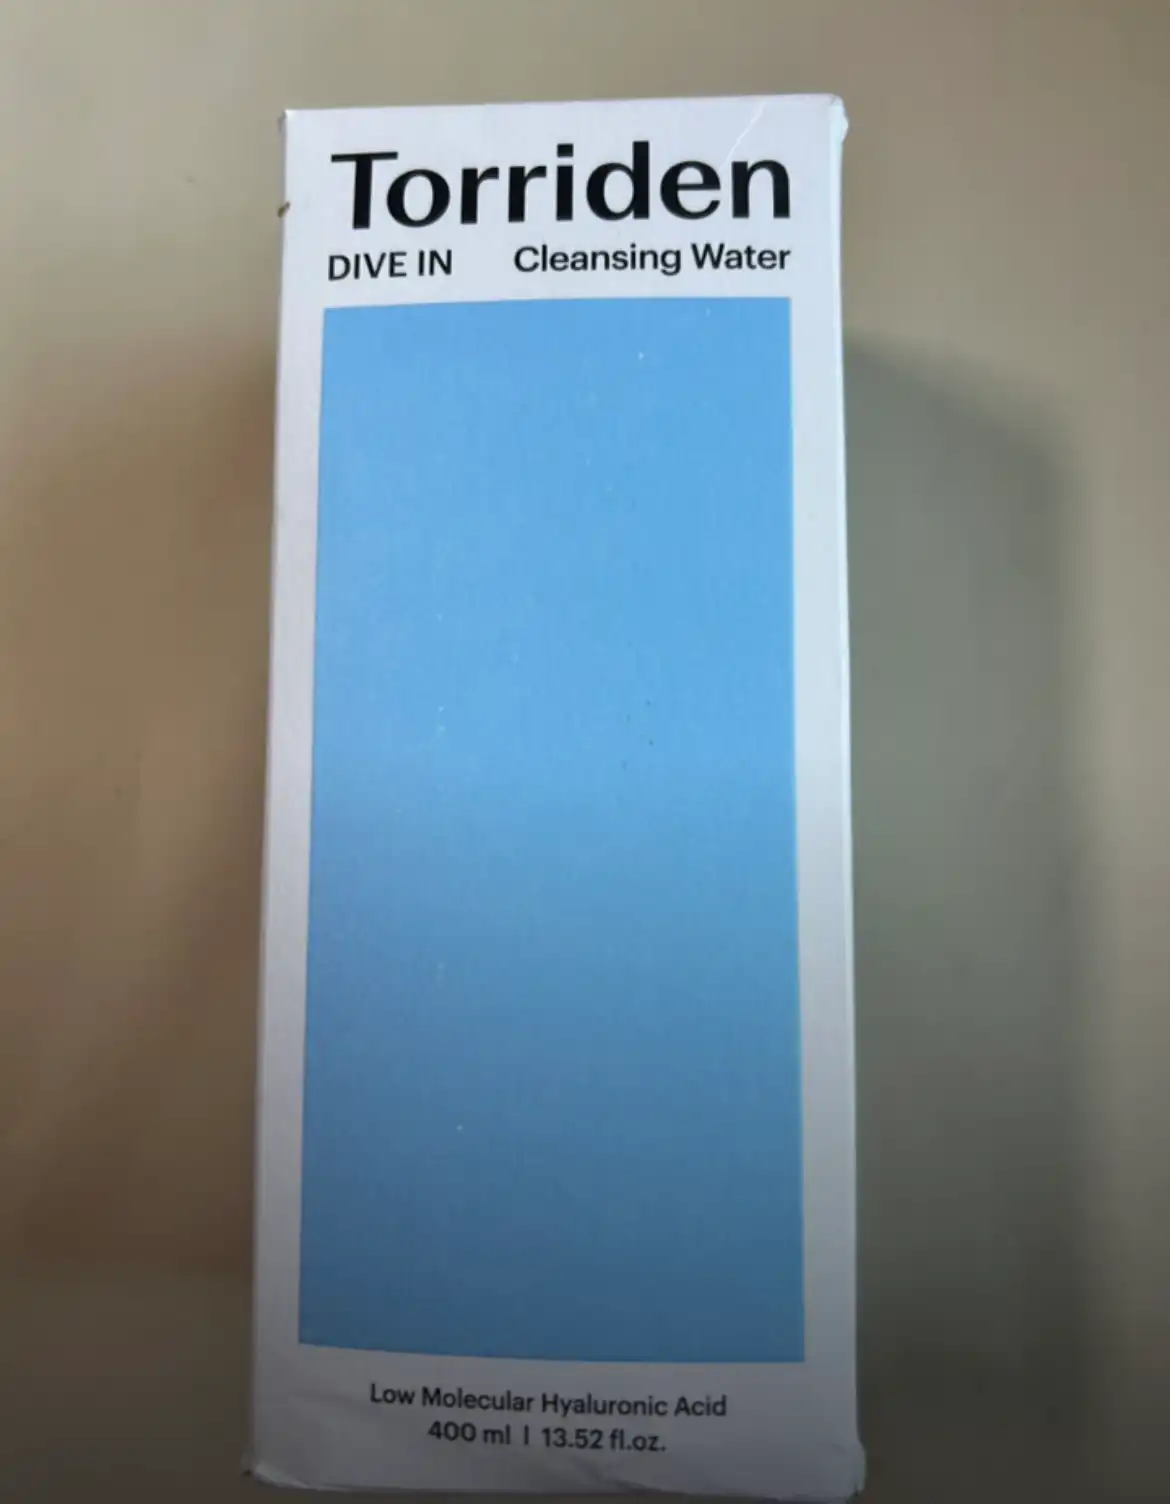 Torriden
DIVE IN Cleansing Water
Low Molecular Hyaluronic Acid
400 ml | 13.52 fl.oz.